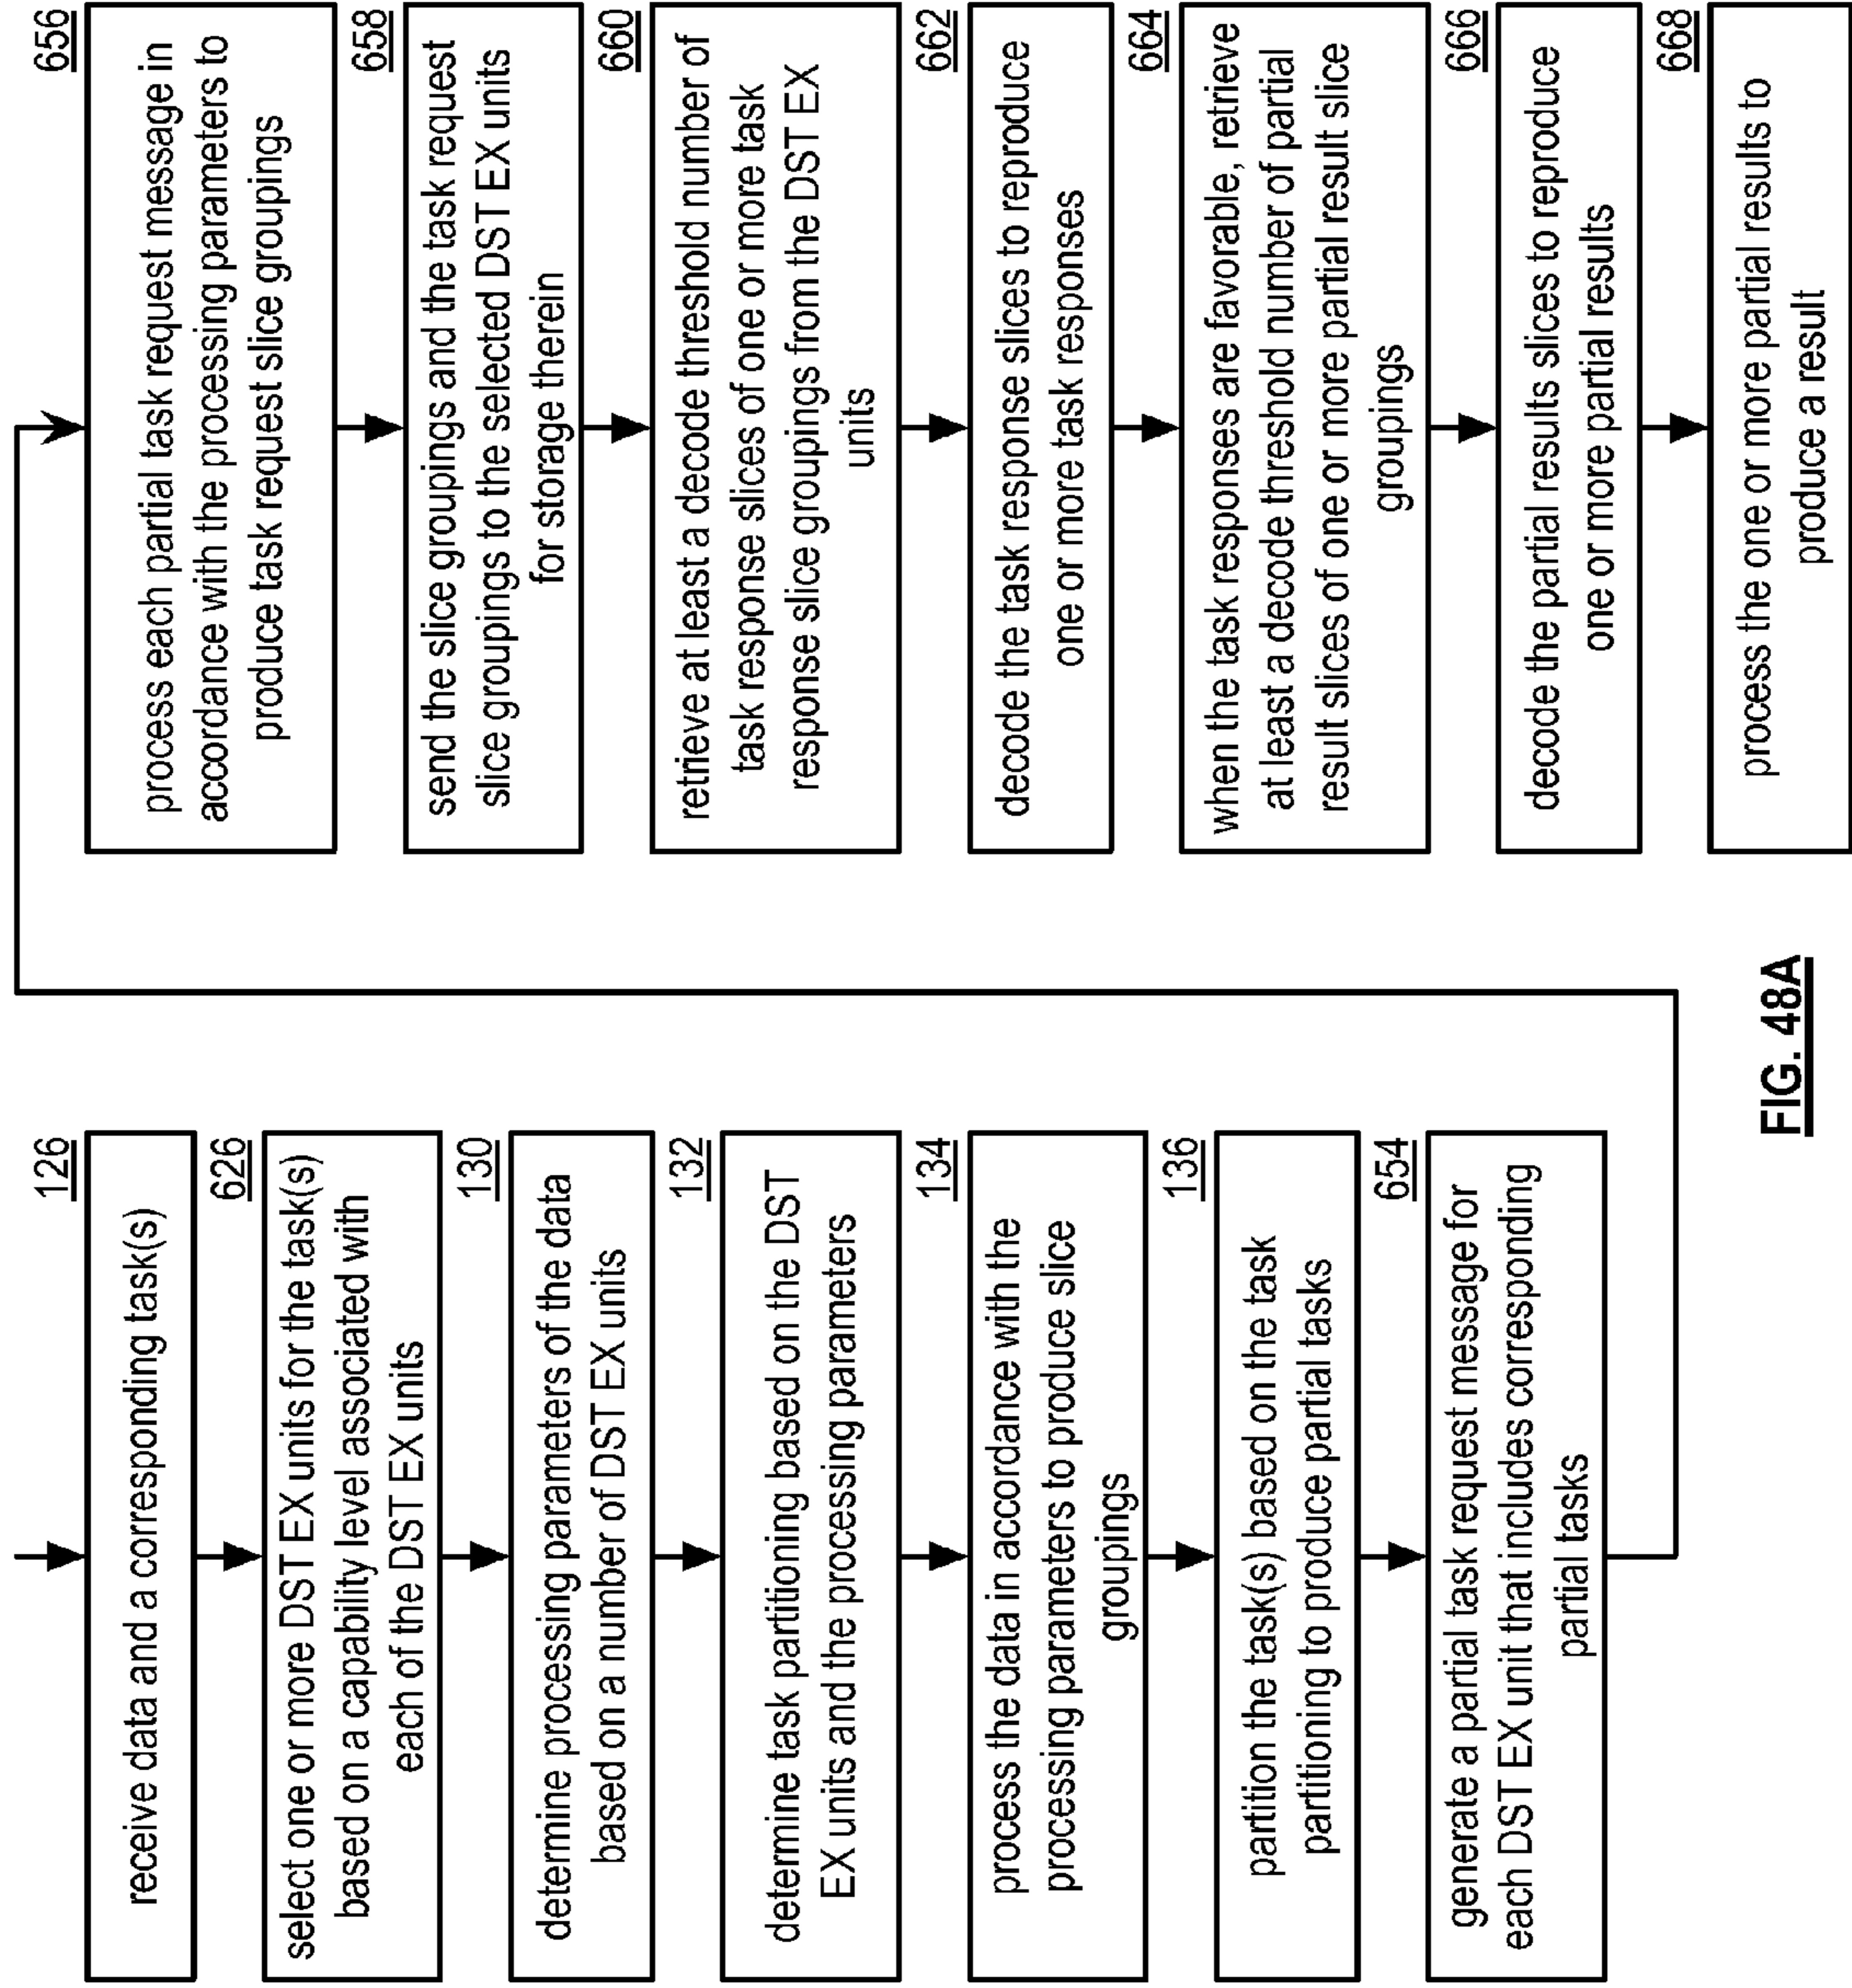 126
receive data and a corresponding task(s)
626
select one or more DST EX units for the task(s)
based on a capability level associated with
each of the DST EX units
130
determine processing parameters of the data
based on a number of DST EX units
132
determine task partitioning based on the DST
EX units and the processing parameters
134
process the data in accordance with the
processing parameters to produce slice
groupings
136
partition the task(s) based on the task
partitioning to produce partial tasks
654
generate a partial task request message for
each DST EX unit that includes corresponding
partial tasks
656
process each partial task request message in
accordance with the processing parameters to
produce task request slice groupings
658
send the slice groupings and the task request
slice groupings to the selected DST EX units
for storage therein
660
retrieve at least a decode threshold number of
task response slices of one or more task
response slice groupings from the DST EX
units
662
decode the task response slices to reproduce
one or more task responses
664
when the task responses are favorable, retrieve
at least a decode threshold number of partial
result slices of one or more partial result slice
groupings
666
decode the partial results slices to reproduce
one or more partial results
668
process the one or more partial results to
produce a result
FIG. 48A